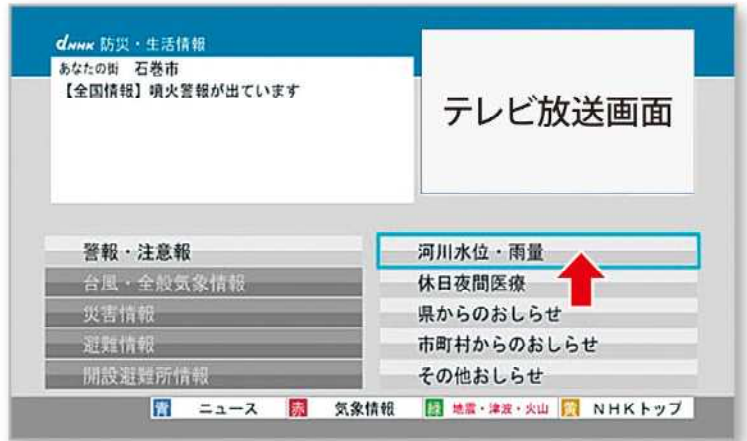 dNHK 防災・生活情報
あなたの街 石巻市
【全国情報】噴火警報が出ています
テレビ放送画面
警報・注意報
台風・全般気象情報
災害情報
避難情報
開設避難所情報
河川水位・雨量
休日夜間医療
県からのおしらせ
市町村からのおしらせ
その他おしらせ
青 ニュース 赤 気象情報 緑 地震・津波・火山 黄 NHKトップ